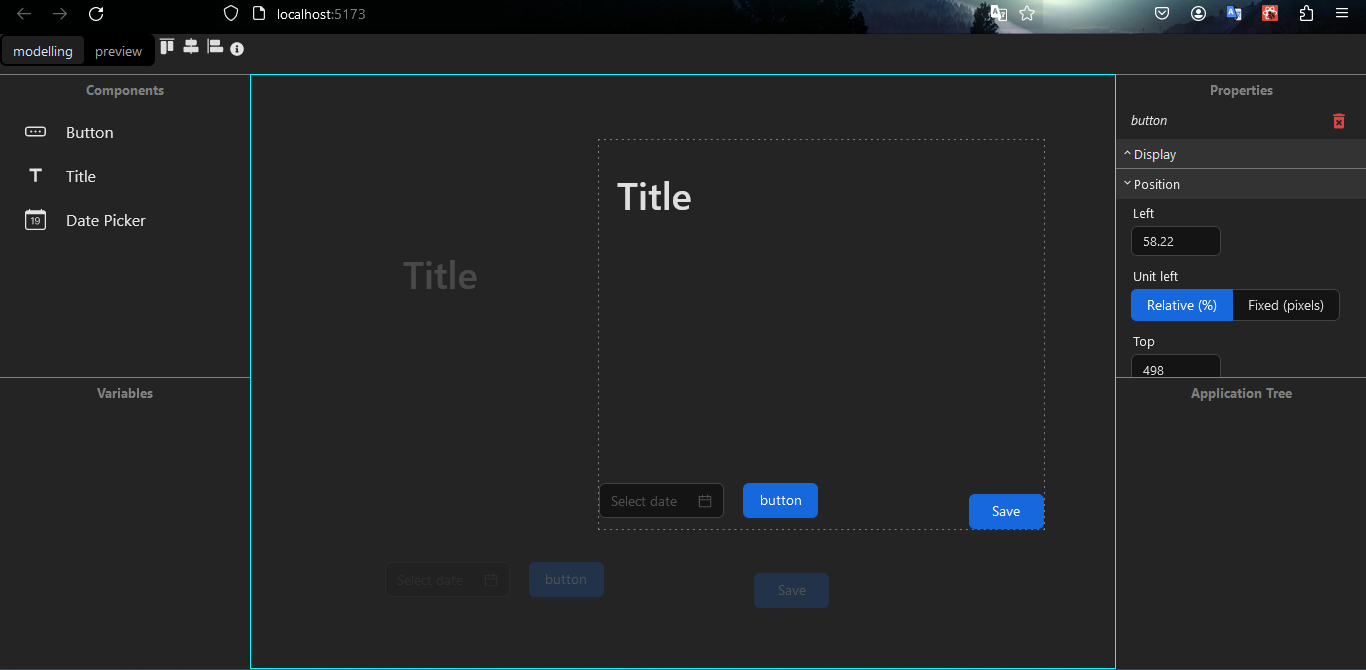 localhost:5173
modelling preview
Components
Button
Title
19 Date Picker
Variables
Title
Title
Select date button Save
Select date button Save
Properties
button
Display
Position
Left
58.22
Unit left
Relative (%) Fixed (pixels)
Top
498
Application Tree